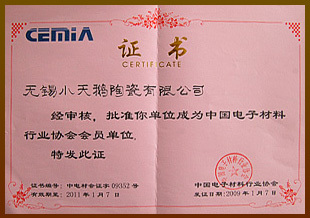 CEMIA
证书
CERTIFICATE
无锡小天鹅陶瓷有限公司
经审核，批准你单位成为中国电子材料
行业协会会员单位。
特发此证
证书编号：中电材会证字09352号
有效期至：2011年1月7日
中国电子材料行业协会
发证日期：2009年1月7日